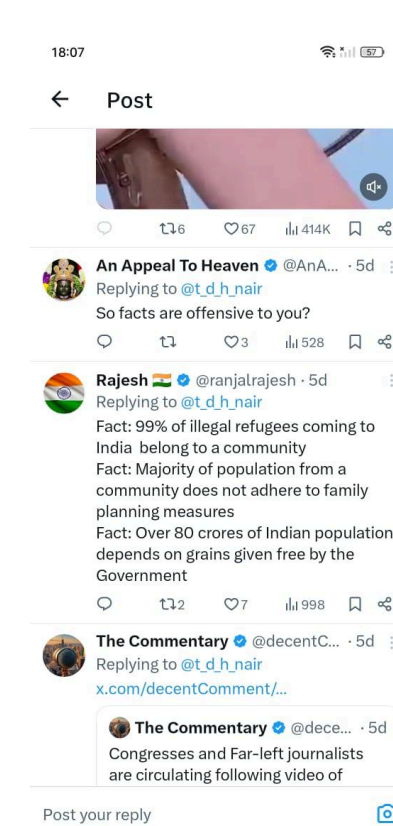 18:07
57
Post
6 67 414K
An Appeal To Heaven @AnA... · 5d
Replying to @t_d_h_nair
So facts are offensive to you?
3 528
Rajesh @ranjalrajesh · 5d
Replying to @t_d_h_nair
Fact: 99% of illegal refugees coming to
India belong to a community
Fact: Majority of population from a
community does not adhere to family
planning measures
Fact: Over 80 crores of Indian population
depends on grains given free by the
Government
2 7 998
The Commentary @decentC... · 5d
Replying to @t_d_h_nair
x.com/decentComment/...
The Commentary @dece... · 5d
Congresses and Far-left journalists
are circulating following video of
Post your reply